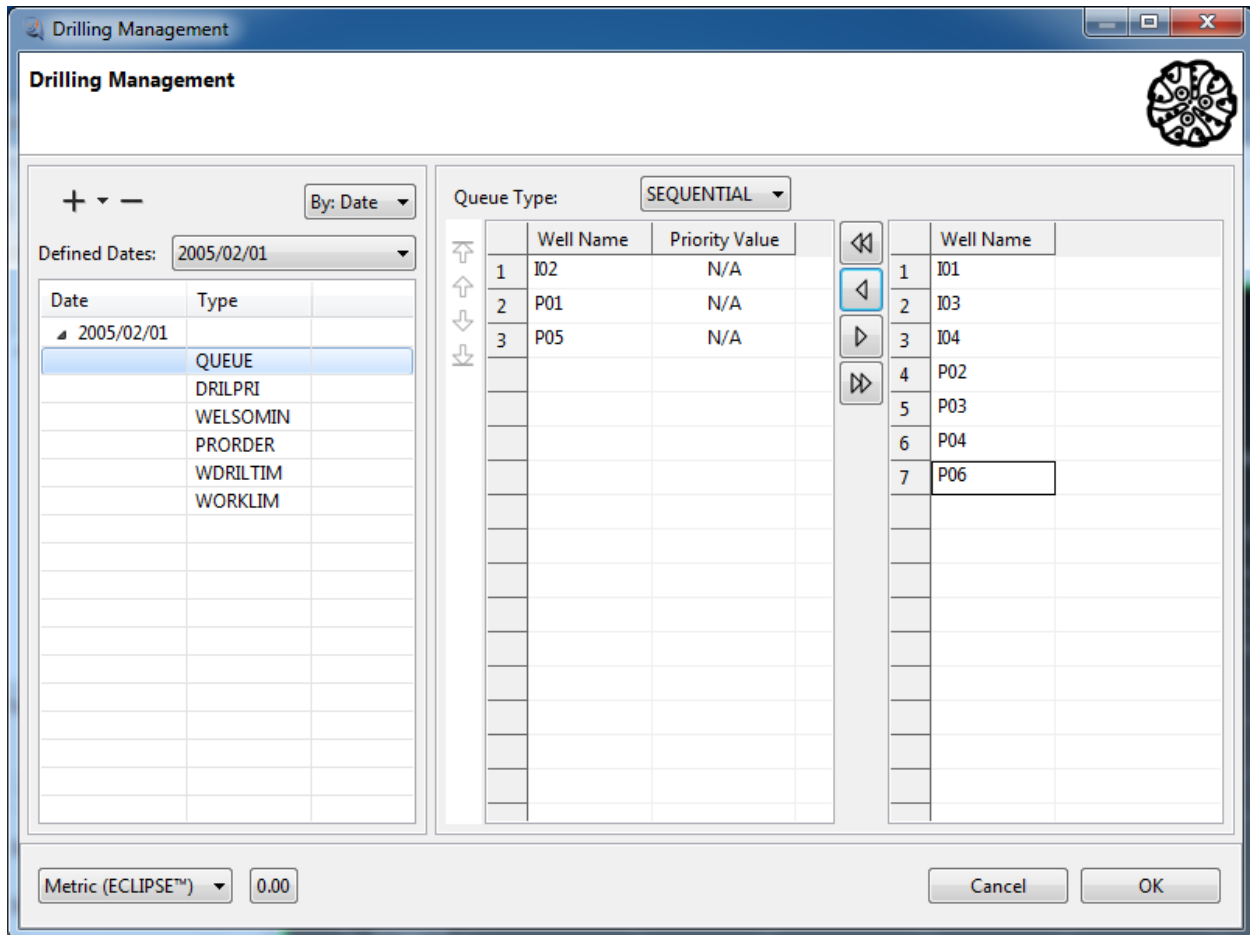 Drilling Management
Drilling Management
By: Date
Defined Dates: 2005/02/01
Date Type
2005/02/01
QUEUE
DRILPRI
WELSOMIN
PRORDER
WDRILTIM
WORKLIM
Queue Type: SEQUENTIAL
Well Name Priority Value
1 I02 N/A
2 P01 N/A
3 P05 N/A
Well Name
1 I01
2 I03
3 I04
4 P02
5 P03
6 P04
7 P06
Metric (ECLIPSE™) 0.00 Cancel OK